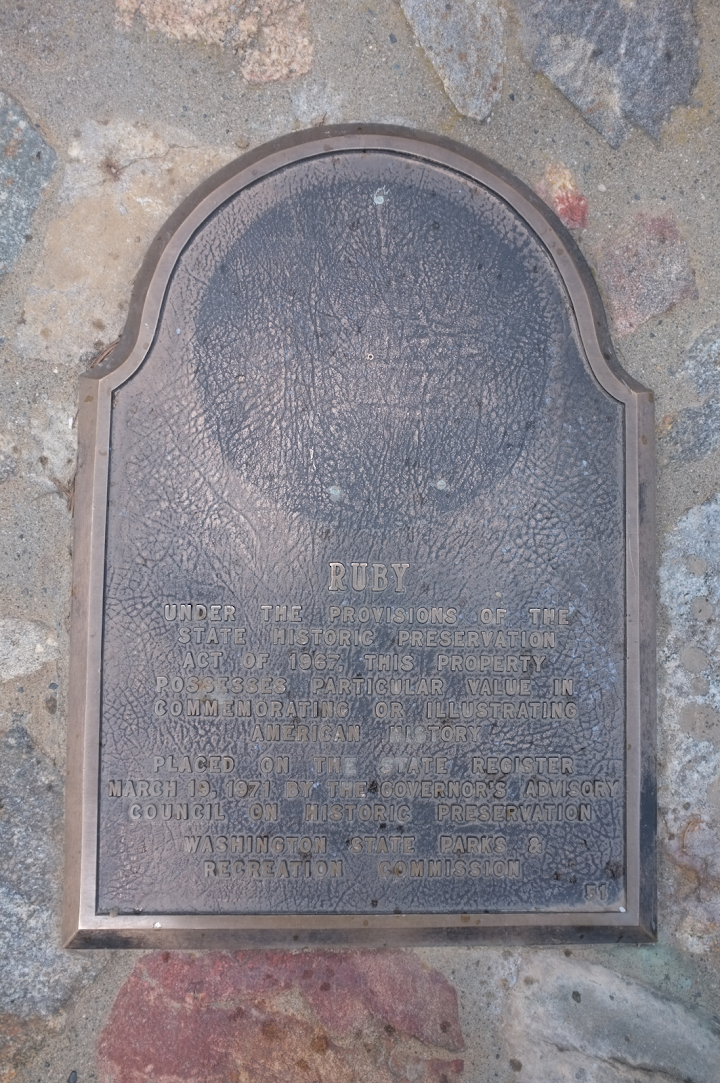 RUBY
UNDER THE PROVISIONS OF THE
STATE HISTORIC PRESERVATION
ACT OF 1967, THIS PROPERTY
POSSESSES PARTICULAR VALUE IN
COMMEMORATING OR ILLUSTRATING
AMERICAN HISTORY
PLACED ON THE STATE REGISTER
MARCH 19, 1971 BY THE GOVERNOR'S ADVISORY
COUNCIL ON HISTORIC PRESERVATION
WASHINGTON STATE PARKS &
RECREATION COMMISSION